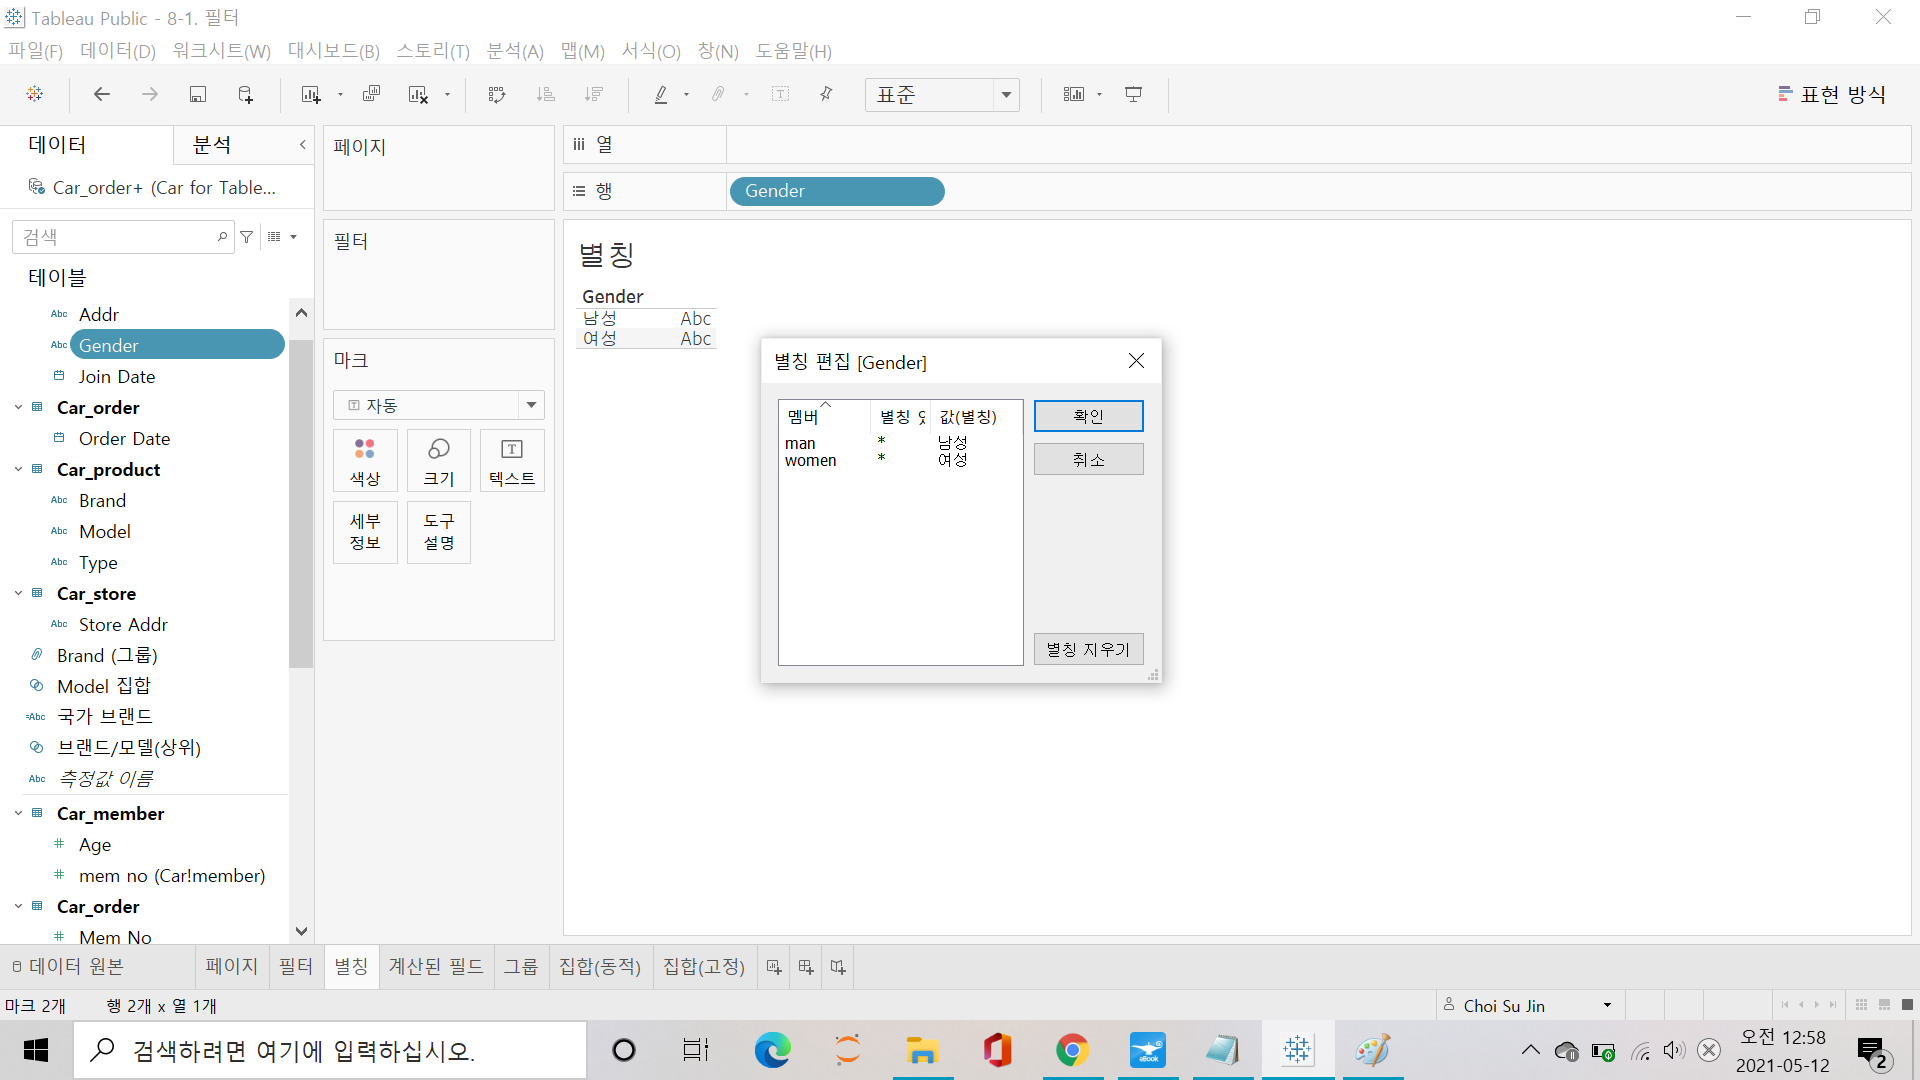 Tableau Public - 8-1. 필터
파일(F) 데이터(D) 워크시트(W) 대시보드(B) 스토리(T) 분석(A) 맵(M) 서식(O) 창(N) 도움말(H)
표준
표현 방식
데이터 분석
Car_order+ (Car for Table...
검색
테이블
Abc Addr
Abc Gender
Join Date
Car_order
Order Date
Car_product
Abc Brand
Abc Model
Abc Type
Car_store
Abc Store Addr
Brand (그룹)
Model 집합
=Abc 국가 브랜드
브랜드/모델(상위)
Abc 측정값 이름
Car_member
# Age
# mem no (Car!member)
Car_order
# Mem No
페이지
필터
마크
자동
색상 크기 텍스트
세부 정보
도구 설명
열
행 Gender
별칭
Gender
남성 Abc
여성 Abc
별칭 편집 [Gender]
멤버 별칭 값(별칭)
man * 남성
women * 여성
확인
취소
별칭 지우기
데이터 원본 페이지 필터 별칭 계산된 필드 그룹 집합(동적) 집합(고정)
마크 2개 행 2개 x 열 1개 Choi Su Jin
검색하려면 여기에 입력하십시오.
eBook
오전 12:58
2021-05-12
2